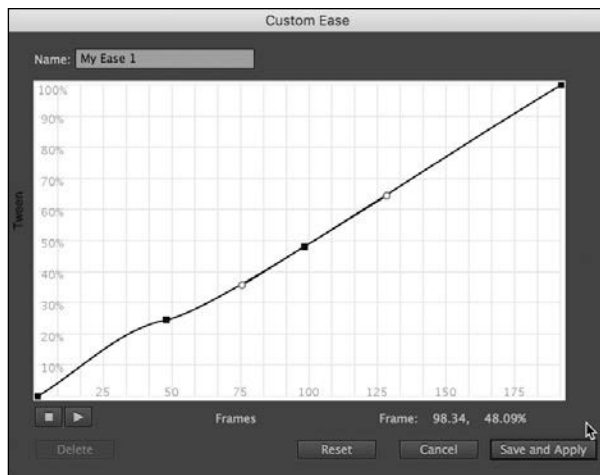 Custom Ease
Name: My Ease 1
100%
90%
80%
70%
60%
50%
40%
30%
20%
10%
Tween
25 50 75 100 125 150 175
Frames Frame: 98.34, 48.09%
Delete Reset Cancel Save and Apply